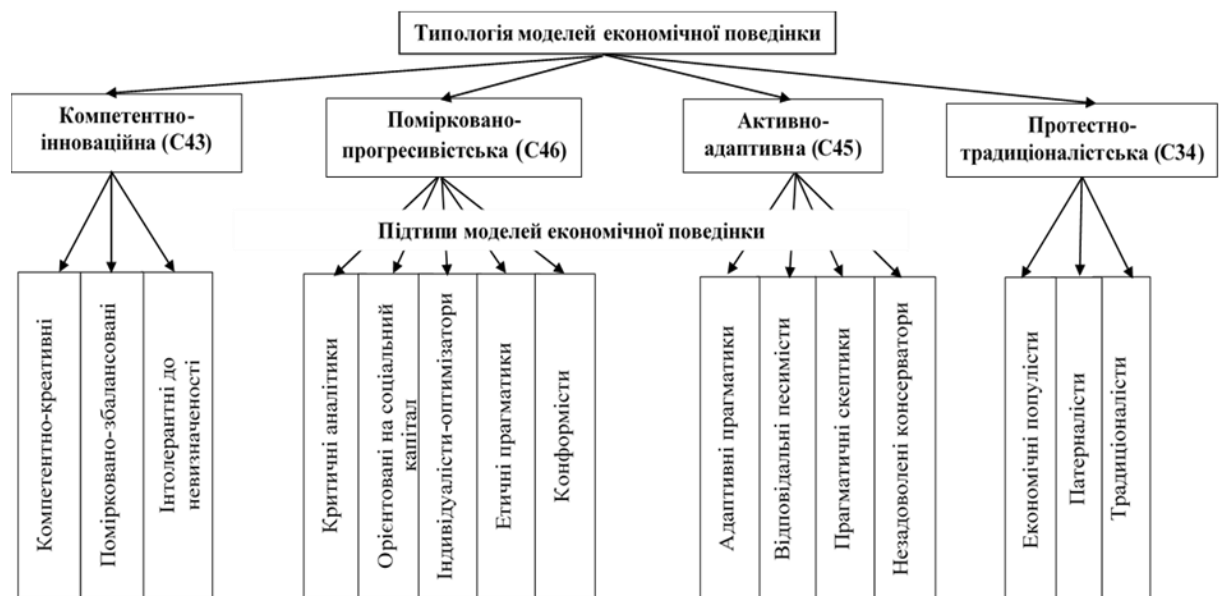 Типологія моделей економічної поведінки
Компетентно-
інноваційна (С43)
Помірковано-
прогресивістська (С46)
Активно-
адаптивна (С45)
Протестно-
традиціоналістська (С34)
Підтипи моделей економічної поведінки
Компетентно-креативні
Помірковано-збалансовані
Інтолерантні до
невизначеності
Критичні аналітики
Орієнтовані на соціальний
капітал
Індивідуалісти-оптимізатори
Етичні прагматики
Конформісти
Адаптивні прагматики
Відповідальні песимісти
Прагматичні скептики
Незадоволені консерватори
Економічні популісти
Патерналісти
Традиціоналісти